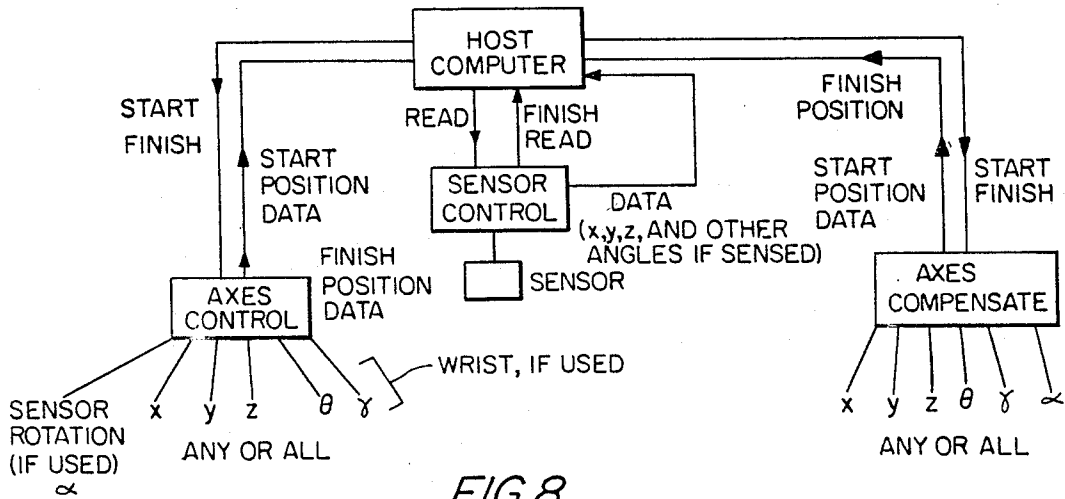 HOST
COMPUTER
START
FINISH
START
POSITION
DATA
FINISH
POSITION
DATA
READ
FINISH
READ
SENSOR
CONTROL
DATA
(x,y,z, AND OTHER
ANGLES IF SENSED)
SENSOR
FINISH
POSITION
START
POSITION
DATA
START
FINISH
AXES
CONTROL
AXES
COMPENSATE
WRIST, IF USED
SENSOR
ROTATION
(IF USED)
α
x y z θ γ
ANY OR ALL
x y z θ γ α
ANY OR ALL
FIG.8